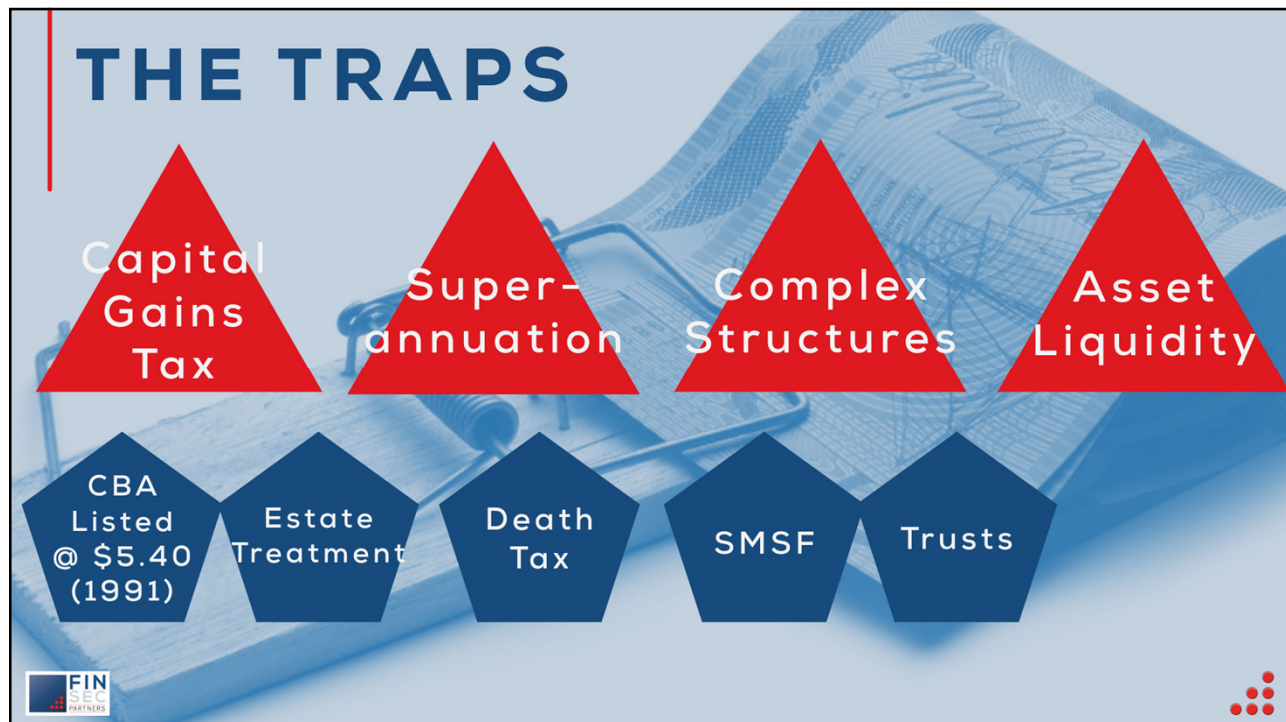 THE TRAPS
Capital
Gains
Tax
Super-
annuation
Complex
Structures
Asset
Liquidity
CBA
Listed
@ $5.40
(1991)
Estate
Treatment
Death
Tax
SMSF
Trusts
Australia
FIN
SEC
PARTNERS